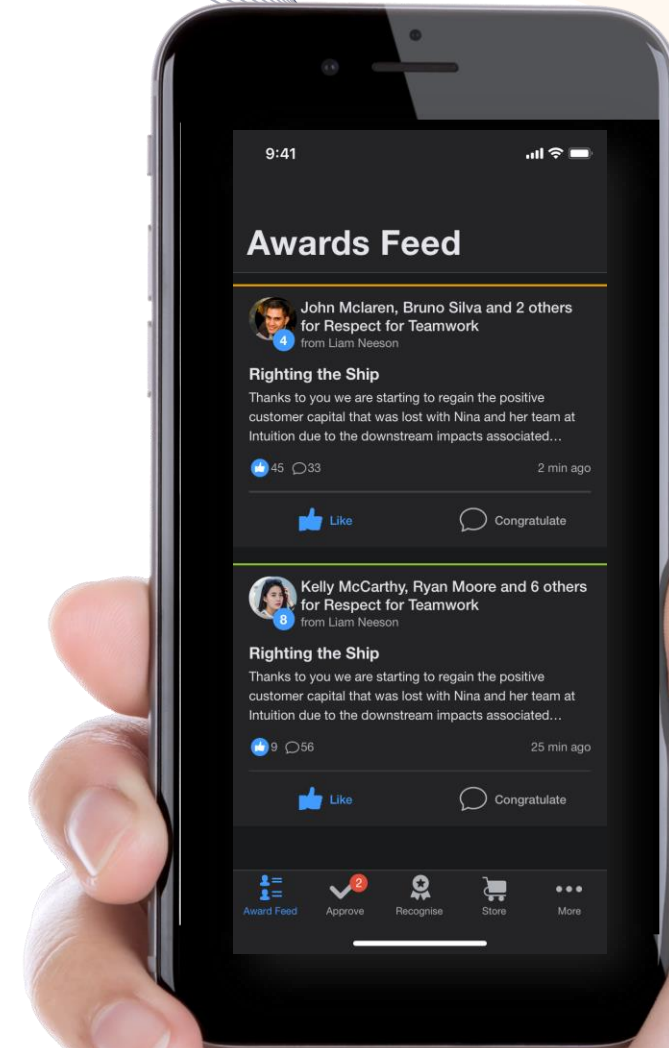 9:41
Awards Feed
John Mclaren, Bruno Silva and 2 others
for Respect for Teamwork
4
from Liam Neeson
Righting the Ship
Thanks to you we are starting to regain the positive
customer capital that was lost with Nina and her team at
Intuition due to the downstream impacts associated…
45 33 2 min ago
Like Congratulate
Kelly McCarthy, Ryan Moore and 6 others
for Respect for Teamwork
8
from Liam Neeson
Righting the Ship
Thanks to you we are starting to regain the positive
customer capital that was lost with Nina and her team at
Intuition due to the downstream impacts associated…
9 56 25 min ago
Like Congratulate
2
Award Feed Approve Recognise Store More